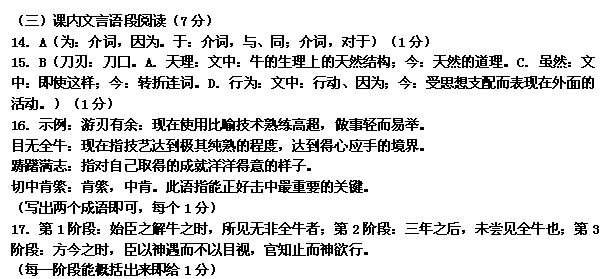 （三）课内文言语段阅读（7 分）
14. A（为：介词，因为。于：介词，与、同；介词，对于）（1 分）
15. B（刀刃：刀口。A. 天理：文中：牛的生理上的天然结构；今：天然的道理。C. 虽然：文
中：即使这样；今：转折连词。D. 行为：文中：行动、因为；今：受思想支配而表现在外面的
活动。）（1 分）
16. 示例：游刃有余：现在使用比喻技术熟练高超，做事轻而易举。
目无全牛：现在指技艺达到极其纯熟的程度，达到得心应手的境界。
踌躇满志：指对自己取得的成就洋洋得意的样子。
切中肯綮：肯綮，中肯。此语指能正好击中最重要的关键。
（写出两个成语即可，每个 1 分）
17. 第 1 阶段：始臣之解牛之时，所见无非全牛者；第 2 阶段：三年之后，未尝见全牛也；第 3
阶段：方今之时，臣以神遇而不以目视，官知止而神欲行。
（每一阶段能概括出来即给 1 分）